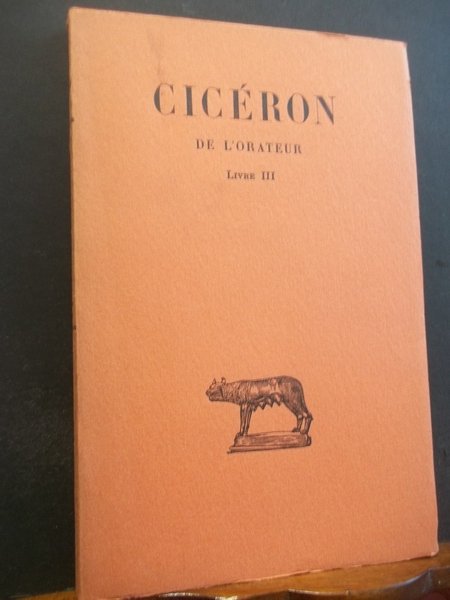 CICÉRON
DE L'ORATEUR
Livre III